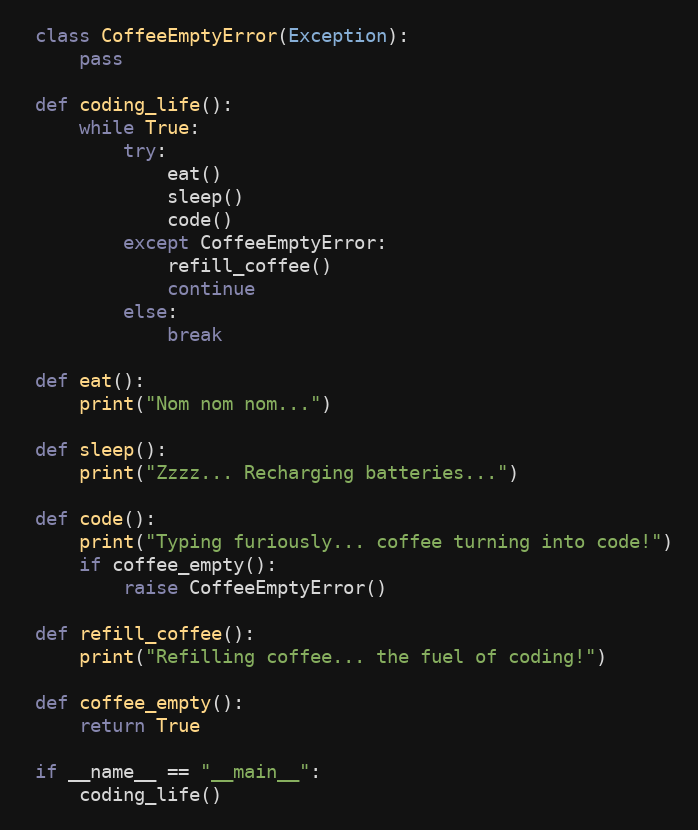 class CoffeeEmptyError(Exception):
    pass

def coding_life():
    while True:
        try:
            eat()
            sleep()
            code()
        except CoffeeEmptyError:
            refill_coffee()
            continue
        else:
            break

def eat():
    print("Nom nom nom...")

def sleep():
    print("Zzzz... Recharging batteries...")

def code():
    print("Typing furiously... coffee turning into code!")
    if coffee_empty():
        raise CoffeeEmptyError()

def refill_coffee():
    print("Refilling coffee... the fuel of coding!")

def coffee_empty():
    return True

if __name__ == "__main__":
    coding_life()